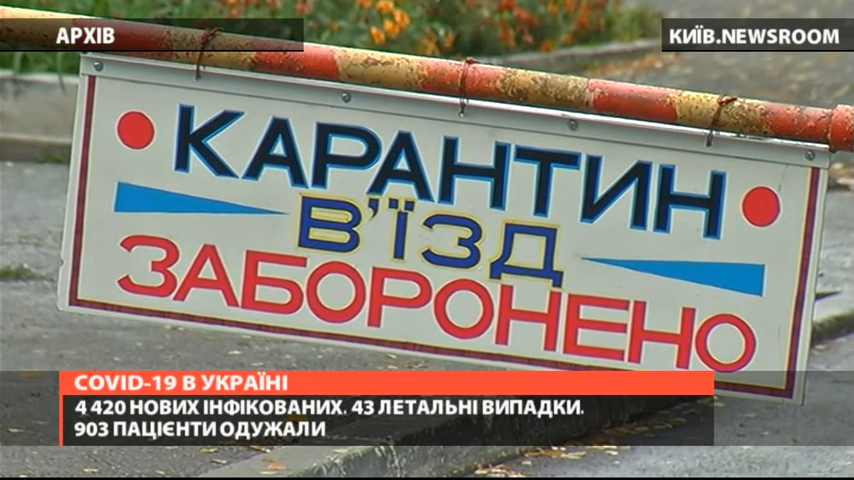 АРХІВ
КИЇВ.NEWSROOM
КАРАНТИН
В'ЇЗД
ЗАБОРОНЕНО
COVID-19 В УКРАЇНІ
4 420 НОВИХ ІНФІКОВАНИХ. 43 ЛЕТАЛЬНІ ВИПАДКИ.
903 ПАЦІЄНТИ ОДУЖАЛИ